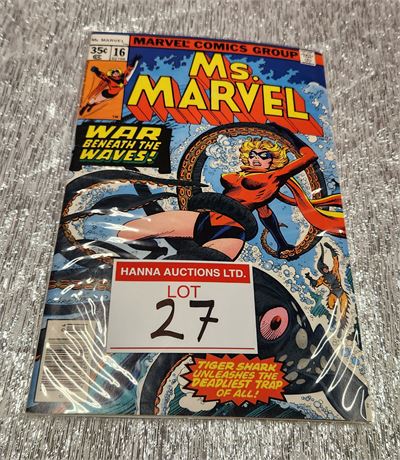 MS. MARVEL
MARVEL COMICS GROUP
35¢ 16
Ms.
MARVEL
WAR
BENEATH THE
WAVES!
HANNA AUCTIONS LTD.
LOT
27
TIGER SHARK
UNLEASHES THE
DEADLIEST TRAP
OF ALL!